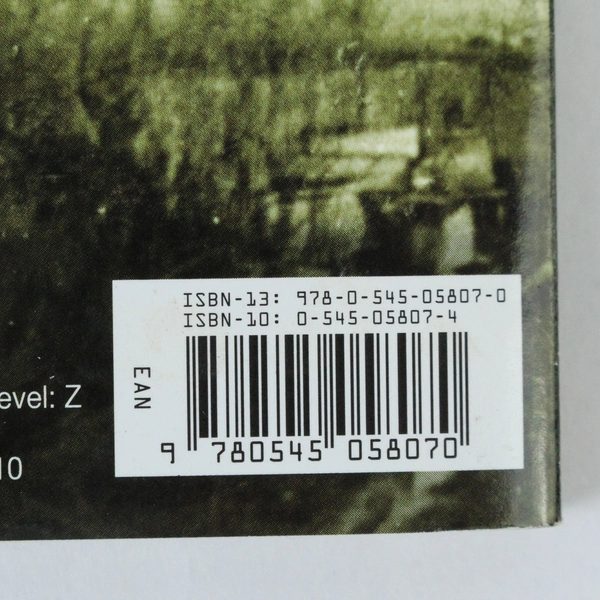 ISBN-13: 978-0-545-05807-0
ISBN-10: 0-545-05807-4
EAN
evel: Z
10
9 780545 058070